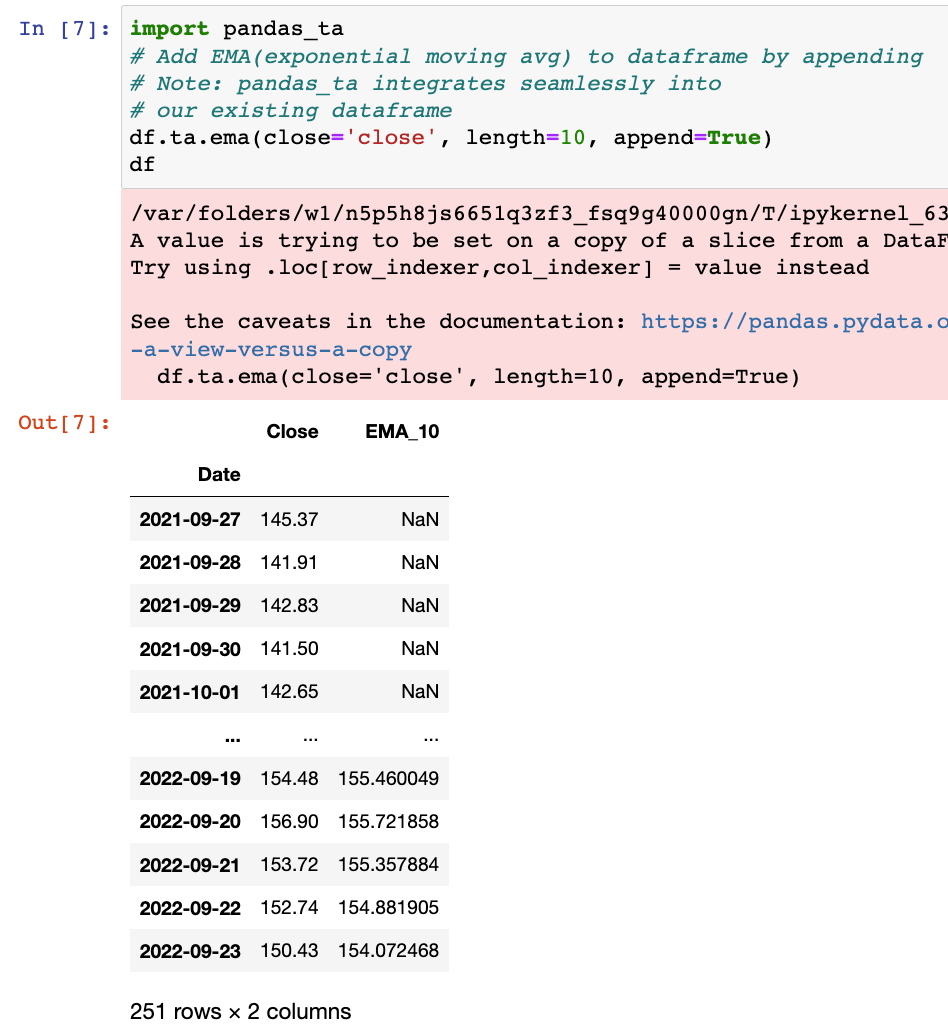 In [7]: import pandas_ta
# Add EMA(exponential moving avg) to dataframe by appending
# Note: pandas_ta integrates seamlessly into
# our existing dataframe
df.ta.ema(close='close', length=10, append=True)
df
/var/folders/w1/n5p5h8js6651q3zf3_fsq9g40000gn/T/ipykernel_63
A value is trying to be set on a copy of a slice from a DataF
Try using .loc[row_indexer,col_indexer] = value instead
See the caveats in the documentation: https://pandas.pydata.o
-a-view-versus-a-copy
df.ta.ema(close='close', length=10, append=True)
Out[7]:
Close EMA_10
Date
2021-09-27 145.37 NaN
2021-09-28 141.91 NaN
2021-09-29 142.83 NaN
2021-09-30 141.50 NaN
2021-10-01 142.65 NaN
... ... ...
2022-09-19 154.48 155.460049
2022-09-20 156.90 155.721858
2022-09-21 153.72 155.357884
2022-09-22 152.74 154.881905
2022-09-23 150.43 154.072468
251 rows × 2 columns